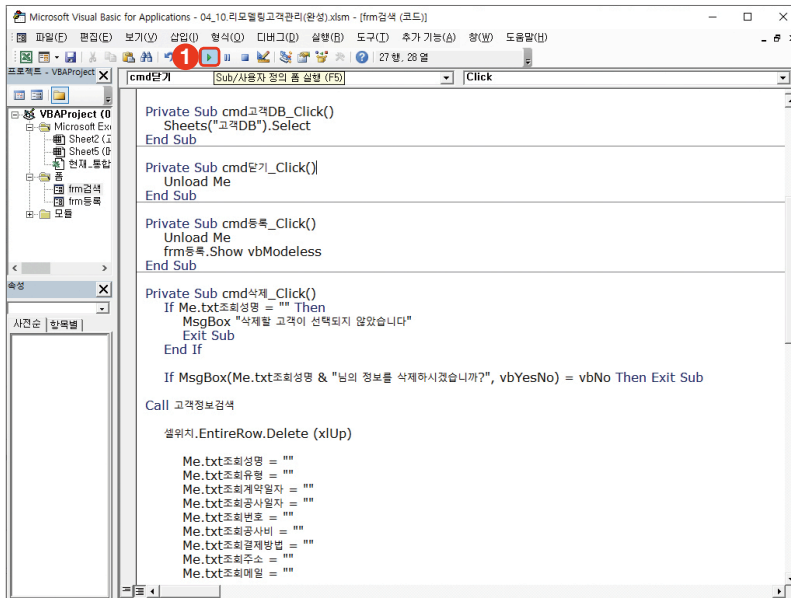 Microsoft Visual Basic for Applications - 04_10.리모델링고객관리(완성).xlsm - [frm검색 (코드)]
파일(F) 편집(E) 보기(V) 삽입(I) 형식(O) 디버그(D) 실행(R) 도구(T) 추가 기능(A) 창(W) 도움말(H)
1 27 행, 28 열
프로젝트 - VBAProject
cmd닫기 Click
Sub/사용자 정의 폼 실행 (F5)
VBAProject (0
Microsoft Exc
Sheet2 (고
Sheet5 (
현재_통합
폼
frm검색
frm등록
모듈
속성
사전순 항목별
Private Sub cmd고객DB_Click()
Sheets("고객DB").Select
End Sub
Private Sub cmd닫기_Click()
Unload Me
End Sub
Private Sub cmd등록_Click()
Unload Me
frm등록.Show vbModeless
End Sub
Private Sub cmd삭제_Click()
If Me.txt조회성명 = "" Then
MsgBox "삭제할 고객이 선택되지 않았습니다"
Exit Sub
End If
If MsgBox(Me.txt조회성명 & "님의 정보를 삭제하시겠습니까?", vbYesNo) = vbNo Then Exit Sub
Call 고객정보검색
셀위치.EntireRow.Delete (xlUp)
Me.txt조회성명 = ""
Me.txt조회유형 = ""
Me.txt조회계약일자 = ""
Me.txt조회공사일자 = ""
Me.txt조회번호 = ""
Me.txt조회공사비 = ""
Me.txt조회결제방법 = ""
Me.txt조회주소 = ""
Me.txt조회메일 = ""